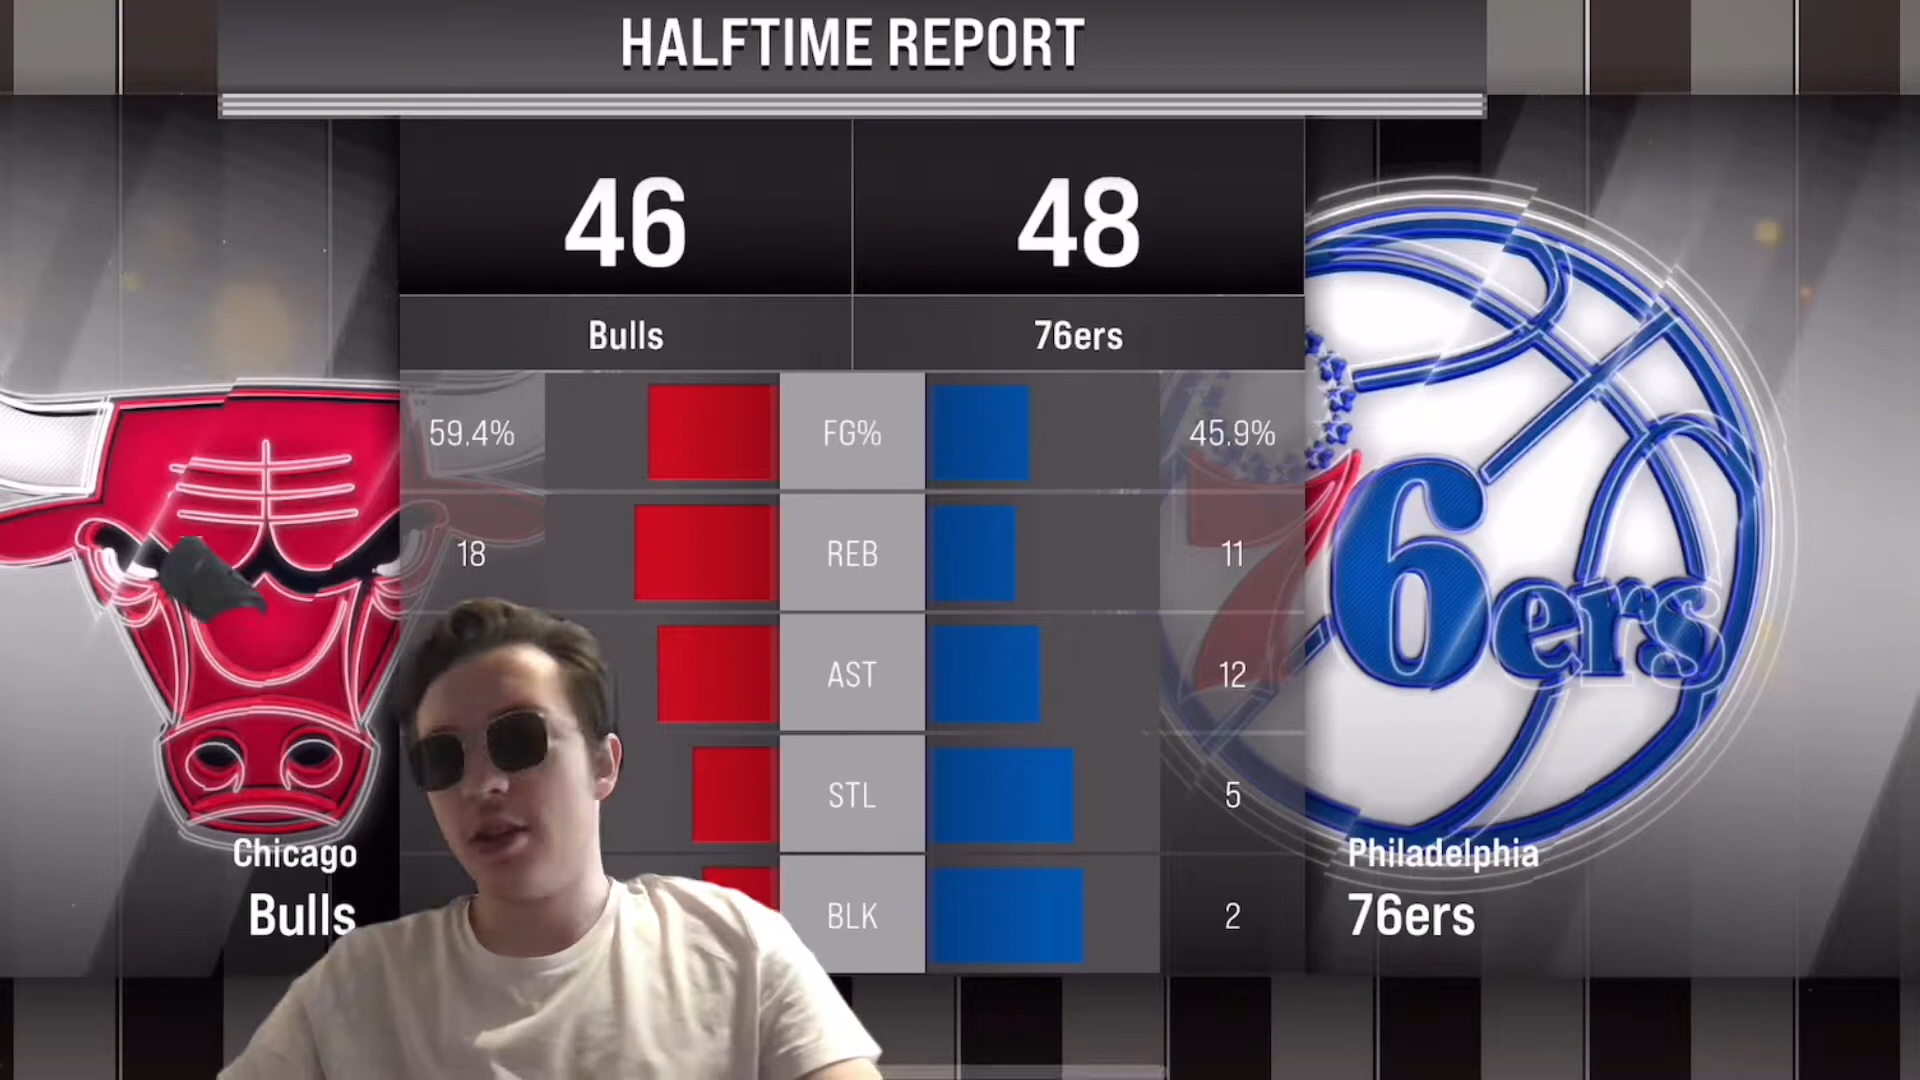 HALFTIME REPORT
46 48
Bulls 76ers
59.4% FG% 45.9%
18 REB 11
AST 12
STL 5
BLK 2
76ers
Chicago
Bulls
Philadelphia
76ers